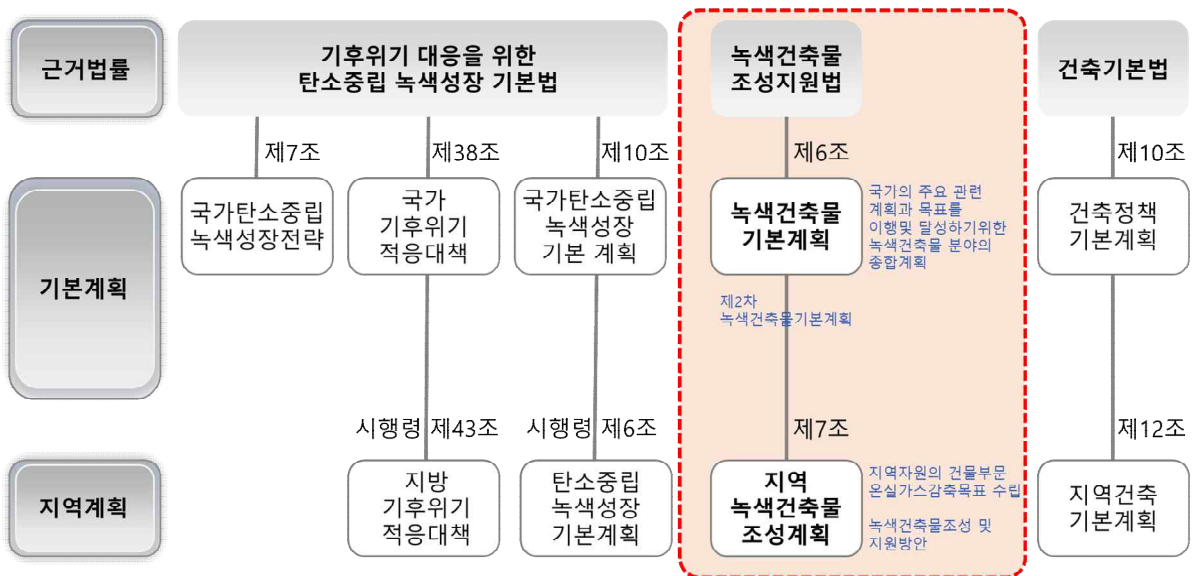 근거법률
기후위기 대응을 위한
탄소중립 녹색성장 기본법
녹색건축물
조성지원법
건축기본법
제7조
제38조
제10조
제6조
제10조
기본계획
국가탄소중립
녹색성장전략
국가
기후위기
적응대책
국가탄소중립
녹색성장
기본 계획
녹색건축물
기본계획
국가의 주요 관련
계획과 목표를
이행및 달성하기위한
녹색건축물 분야의
종합계획
건축정책
기본계획
제2차
녹색건축물기본계획
시행령 제43조
시행령 제6조
제7조
제12조
지역계획
지방
기후위기
적응대책
탄소중립
녹색성장
기본계획
지역
녹색건축물
조성계획
지역자원의 건물부문
온실가스감축목표 수립
녹색건축물조성 및
지원방안
지역건축
기본계획